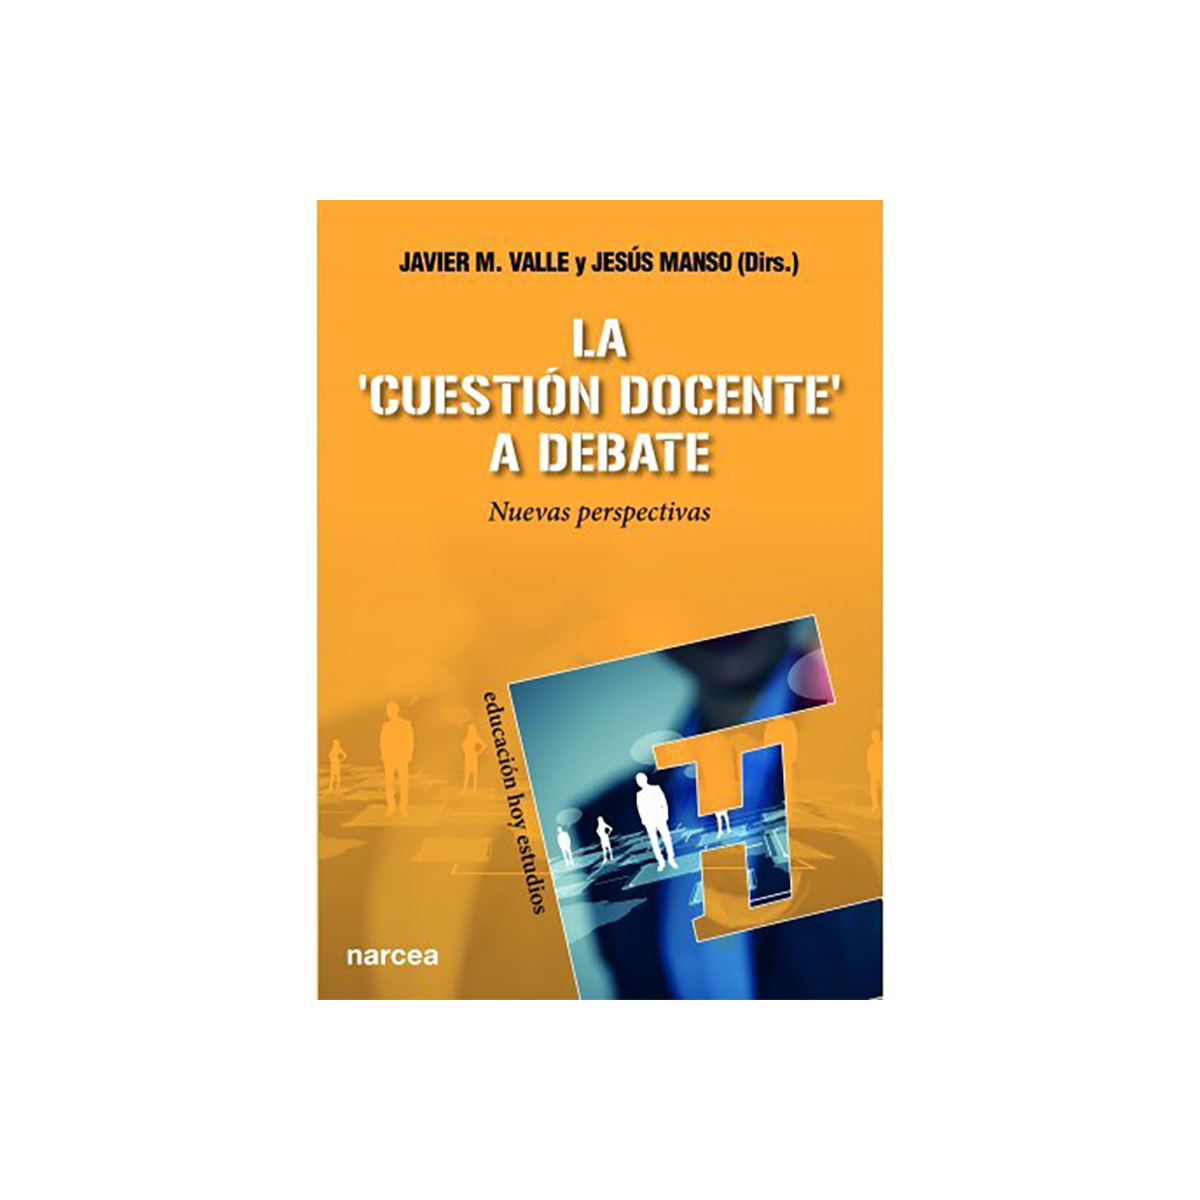 JAVIER M. VALLE y JESÚS MANSO (Dirs.)
LA
'CUESTIÓN DOCENTE'
A DEBATE
Nuevas perspectivas
educación hoy estudios
narcea